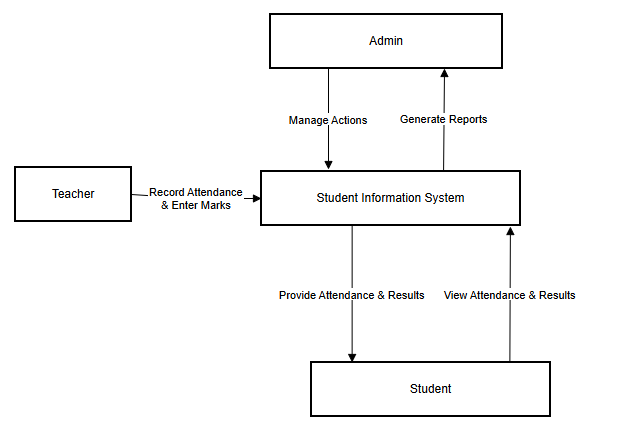 Admin
Manage Actions
Generate Reports
Teacher
Record Attendance
& Enter Marks
Student Information System
Provide Attendance & Results
View Attendance & Results
Student